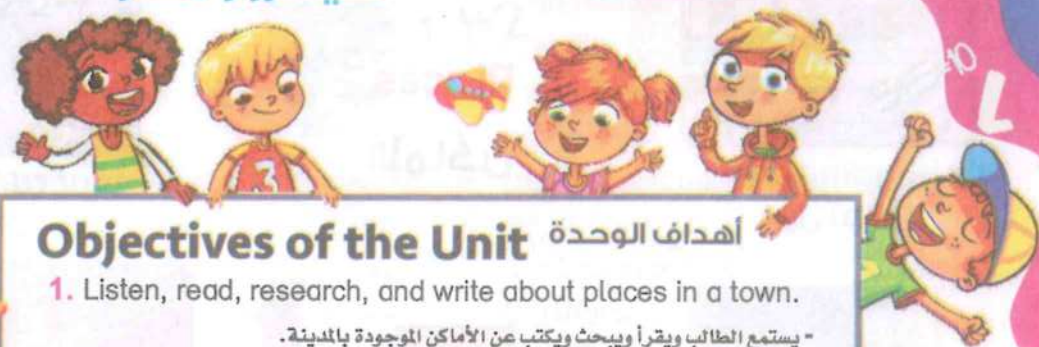 Objectives of the Unit أهداف الوحدة
1. Listen, read, research, and write about places in a town.
- يستمع الطالب ويقرأ ويبحث ويكتب عن الأماكن الموجودة بالمدينة.
3